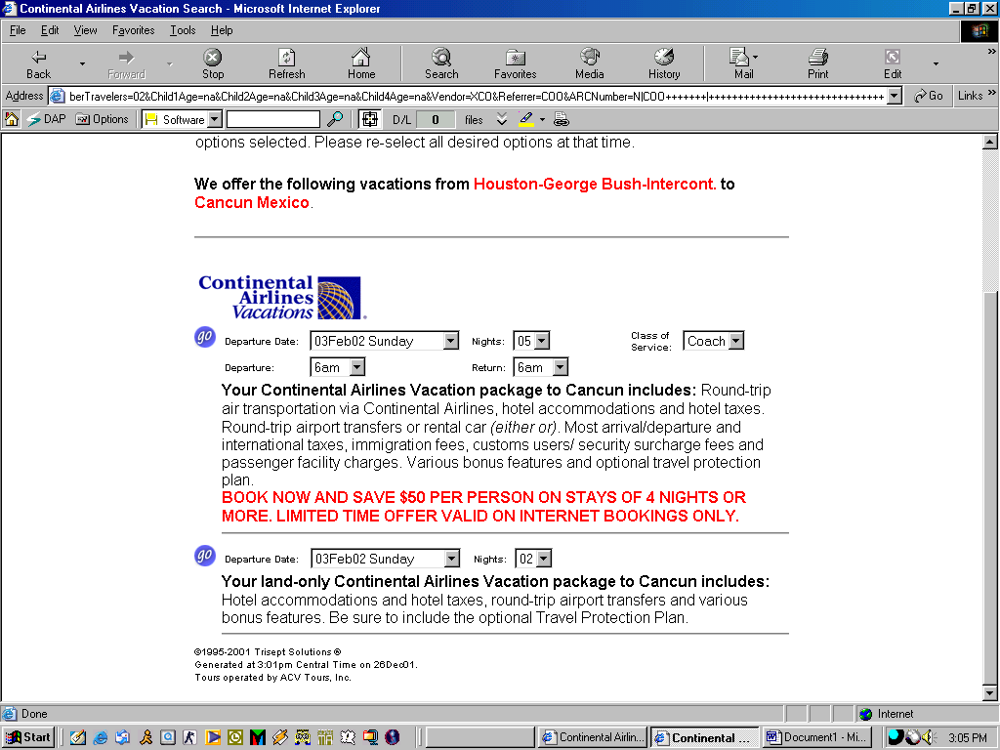 Continental Airlines Vacation Search - Microsoft Internet Explorer
File Edit View Favorites Tools Help
Back Forward Stop Refresh Home Search Favorites Media History Mail Print Edit »
Address berTravelers=02&Child1Age=na&Child2Age=na&Child3Age=na&Child4Age=na&Vendor=XCO&Referrer=COO&ARCNumber=N|COO+++++++|++++++++++++++++++++++++++++++ Go Links »
DAP Options Software D/L 0 files
options selected. Please re-select all desired options at that time.
We offer the following vacations from Houston-George Bush-Intercont. to
Cancun Mexico.
Continental
Airlines
Vacations
go Departure Date: 03Feb02 Sunday Nights: 05 Class of Service: Coach
Departure: 6am Return: 6am
Your Continental Airlines Vacation package to Cancun includes: Round-trip
air transportation via Continental Airlines, hotel accommodations and hotel taxes.
Round-trip airport transfers or rental car (either or). Most arrival/departure and
international taxes, immigration fees, customs users/ security surcharge fees and
passenger facility charges. Various bonus features and optional travel protection
plan.
BOOK NOW AND SAVE $50 PER PERSON ON STAYS OF 4 NIGHTS OR
MORE. LIMITED TIME OFFER VALID ON INTERNET BOOKINGS ONLY.
go Departure Date: 03Feb02 Sunday Nights: 02
Your land-only Continental Airlines Vacation package to Cancun includes:
Hotel accommodations and hotel taxes, round-trip airport transfers and various
bonus features. Be sure to include the optional Travel Protection Plan.
©1995-2001 Trisept Solutions ®
Generated at 3:01pm Central Time on 26Dec01.
Tours operated by ACV Tours, Inc.
Done Internet
Start Continental Airlin... Continental ... Document1 - Mi... 3:05 PM